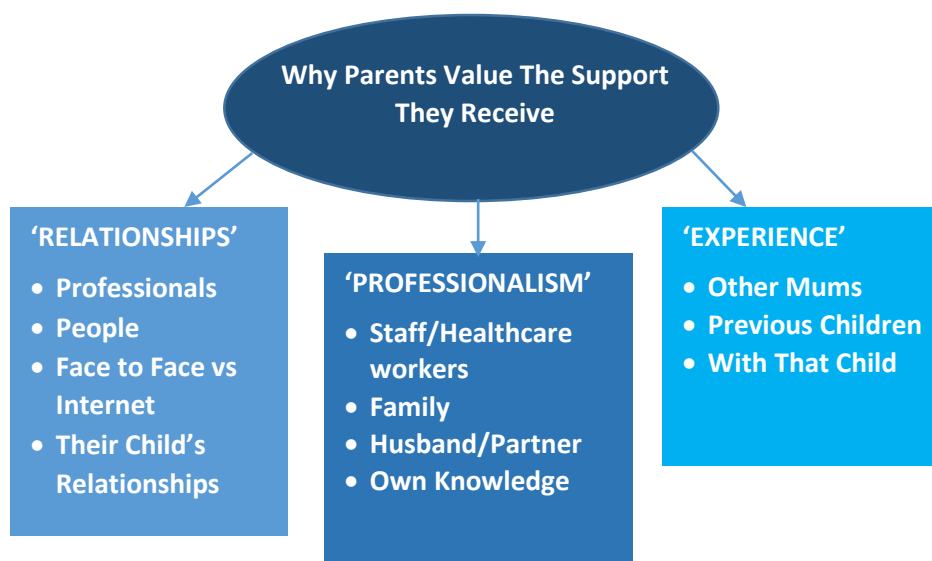 Why Parents Value The Support
They Receive
‘RELATIONSHIPS’
• Professionals
• People
• Face to Face vs
Internet
• Their Child’s
Relationships
‘PROFESSIONALISM’
• Staff/Healthcare
workers
• Family
• Husband/Partner
• Own Knowledge
‘EXPERIENCE’
• Other Mums
• Previous Children
• With That Child